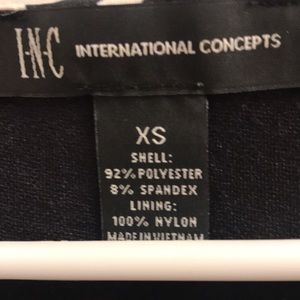 I·N·C INTERNATIONAL CONCEPTS
XS
SHELL:
92% POLYESTER
8% SPANDEX
LINING:
100% NYLON
MADE IN VIETNAM